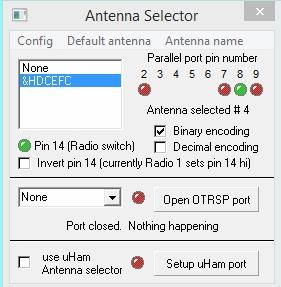 Antenna Selector
Config Default antenna Antenna name
Parallel port pin number
None
&HDCEFC
2 3 4 5 6 7 8 9
Antenna selected # 4
Binary encoding
Pin 14 (Radio switch)
Decimal encoding
Invert pin 14 (currently Radio 1 sets pin 14 hi)
None
Open OTRSP port
Port closed. Nothing happening
use uHam
Antenna selector
Setup uHam port